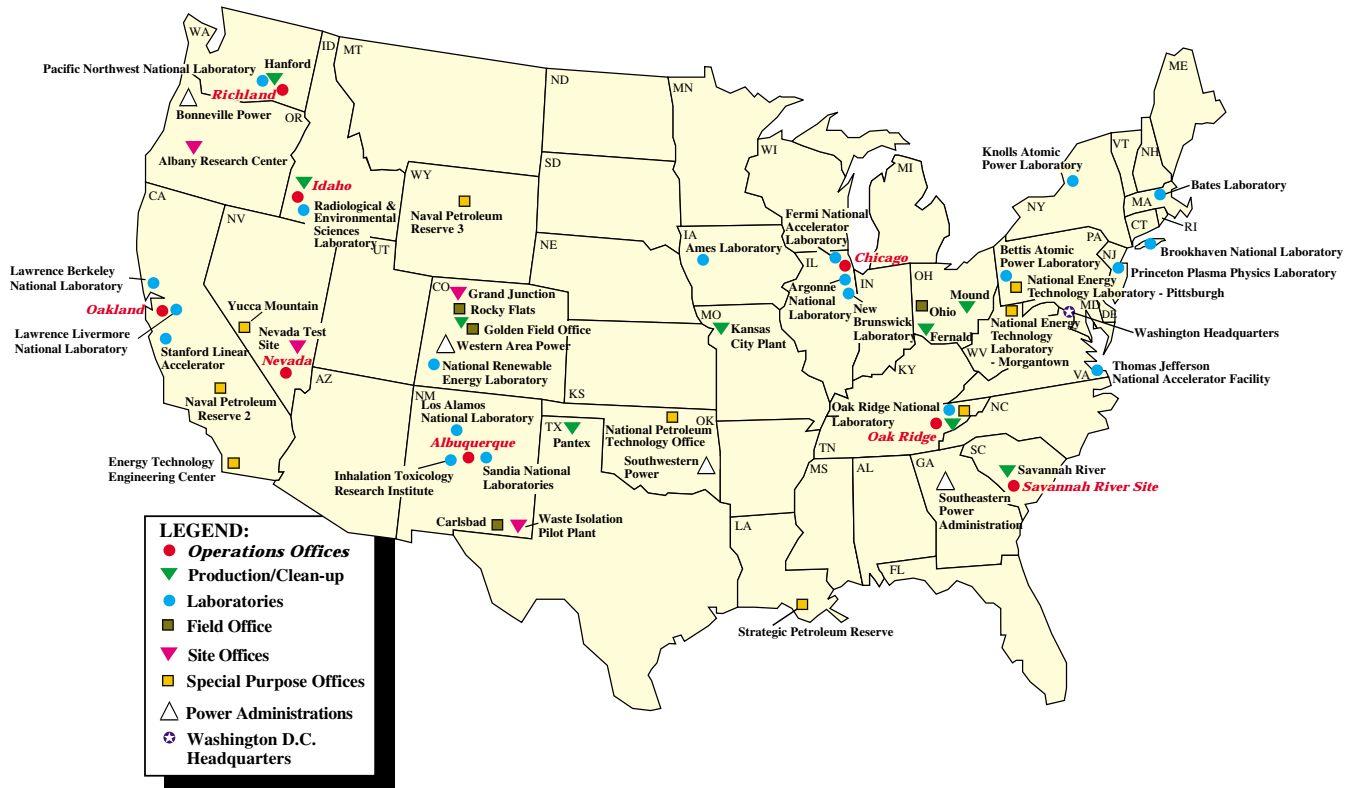 WA
ID
MT
ND
MN
ME
Pacific Northwest National Laboratory
Hanford
Richland
Bonneville Power
OR
Albany Research Center
WI
MI
Knolls Atomic
Power Laboratory
VT
NH
Bates Laboratory
NY
MA
CT
RI
Brookhaven National Laboratory
SD
WY
Naval Petroleum
Reserve 3
Idaho
Radiological &
Environmental
Sciences
Laboratory
CA
NV
UT
NE
IA
Ames Laboratory
Fermi National
Accelerator
Laboratory
Chicago
IL
Argonne
National
Laboratory
IN
New
Brunswick
Laboratory
OH
Ohio
Mound
Fernald
PA
Bettis Atomic
Power Laboratory
NJ
Princeton Plasma Physics Laboratory
National Energy
Technology Laboratory - Pittsburgh
MD
DE
Washington Headquarters
National Energy
Technology
Laboratory
- Morgantown
WV
VA
Thomas Jefferson
National Accelerator Facility
Lawrence Berkeley
National Laboratory
Oakland
Lawrence Livermore
National Laboratory
Stanford Linear
Accelerator
Yucca Mountain
Nevada Test
Site
Nevada
Naval Petroleum
Reserve 2
Energy Technology
Engineering Center
CO
Grand Junction
Rocky Flats
Golden Field Office
Western Area Power
National Renewable
Energy Laboratory
MO
Kansas
City Plant
KS
KY
AZ
NM
Los Alamos
National Laboratory
Albuquerque
Inhalation Toxicology
Research Institute
Sandia National
Laboratories
Carlsbad
Waste Isolation
Pilot Plant
TX
Pantex
OK
National Petroleum
Technology Office
Southwestern
Power
Oak Ridge National
Laboratory
Oak Ridge
NC
TN
MS
AL
GA
SC
Savannah River
Savannah River Site
Southeastern
Power
Administration
LA
FL
Strategic Petroleum Reserve
LEGEND:
Operations Offices
Production/Clean-up
Laboratories
Field Office
Site Offices
Special Purpose Offices
Power Administrations
Washington D.C.
Headquarters